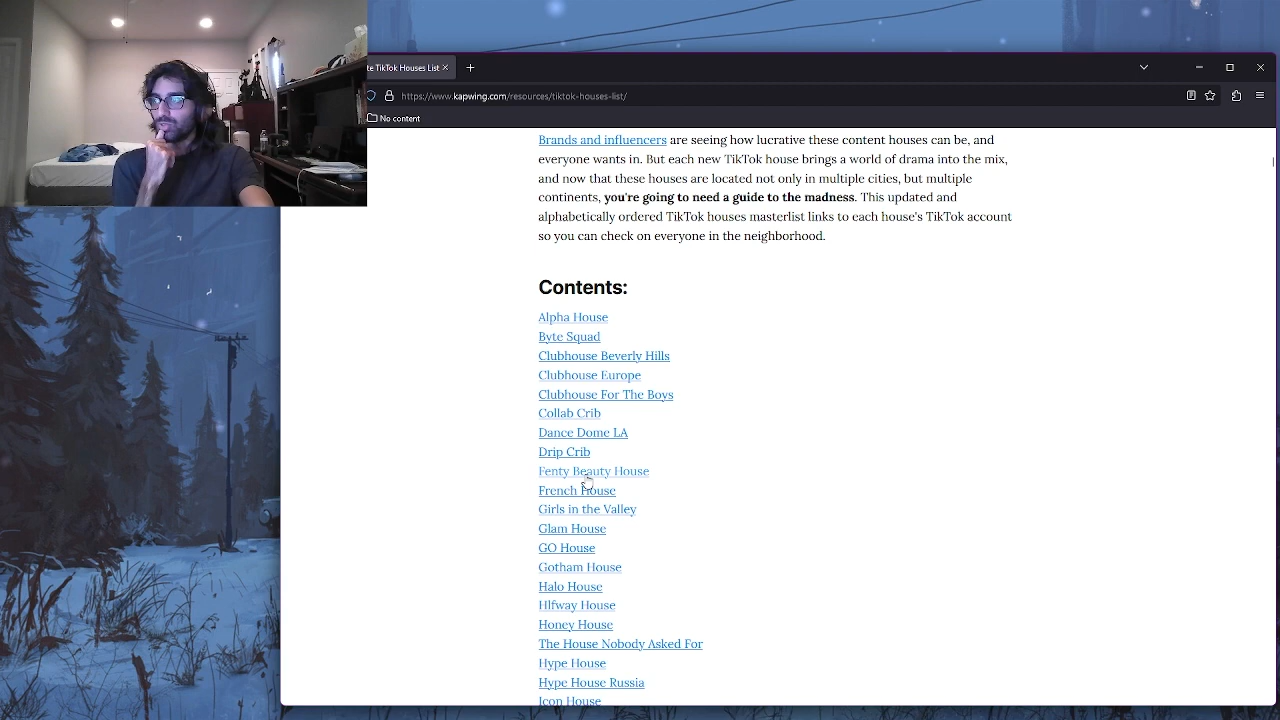 te TikTok Houses List
https://www.kapwing.com/resources/tiktok-houses-list/
No content
Brands and influencers are seeing how lucrative these content houses can be, and
everyone wants in. But each new TikTok house brings a world of drama into the mix,
and now that these houses are located not only in multiple cities, but multiple
continents, you're going to need a guide to the madness. This updated and
alphabetically ordered TikTok houses masterlist links to each house's TikTok account
so you can check on everyone in the neighborhood.
Contents:
Alpha House
Byte Squad
Clubhouse Beverly Hills
Clubhouse Europe
Clubhouse For The Boys
Collab Crib
Dance Dome LA
Drip Crib
Fenty Beauty House
French House
Girls in the Valley
Glam House
GO House
Gotham House
Halo House
Hlfway House
Honey House
The House Nobody Asked For
Hype House
Hype House Russia
Icon House